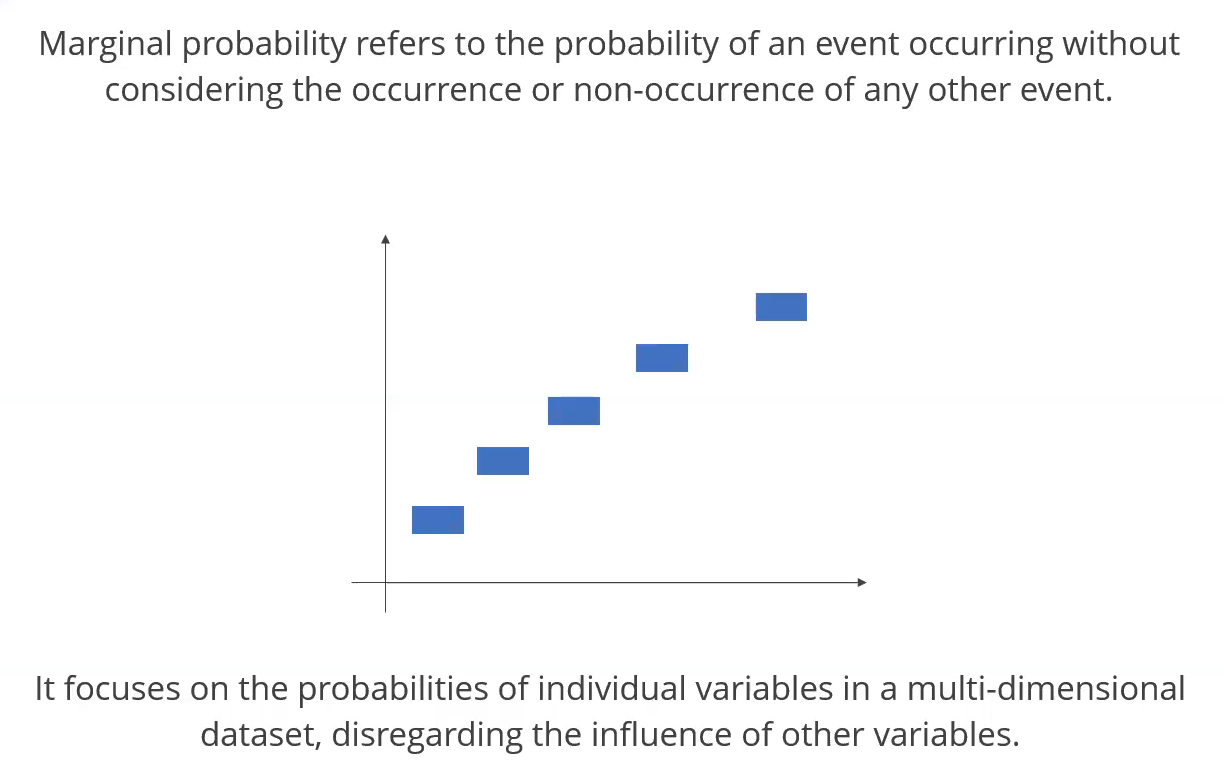 Marginal probability refers to the probability of an event occurring without
considering the occurrence or non-occurrence of any other event.
It focuses on the probabilities of individual variables in a multi-dimensional
dataset, disregarding the influence of other variables.